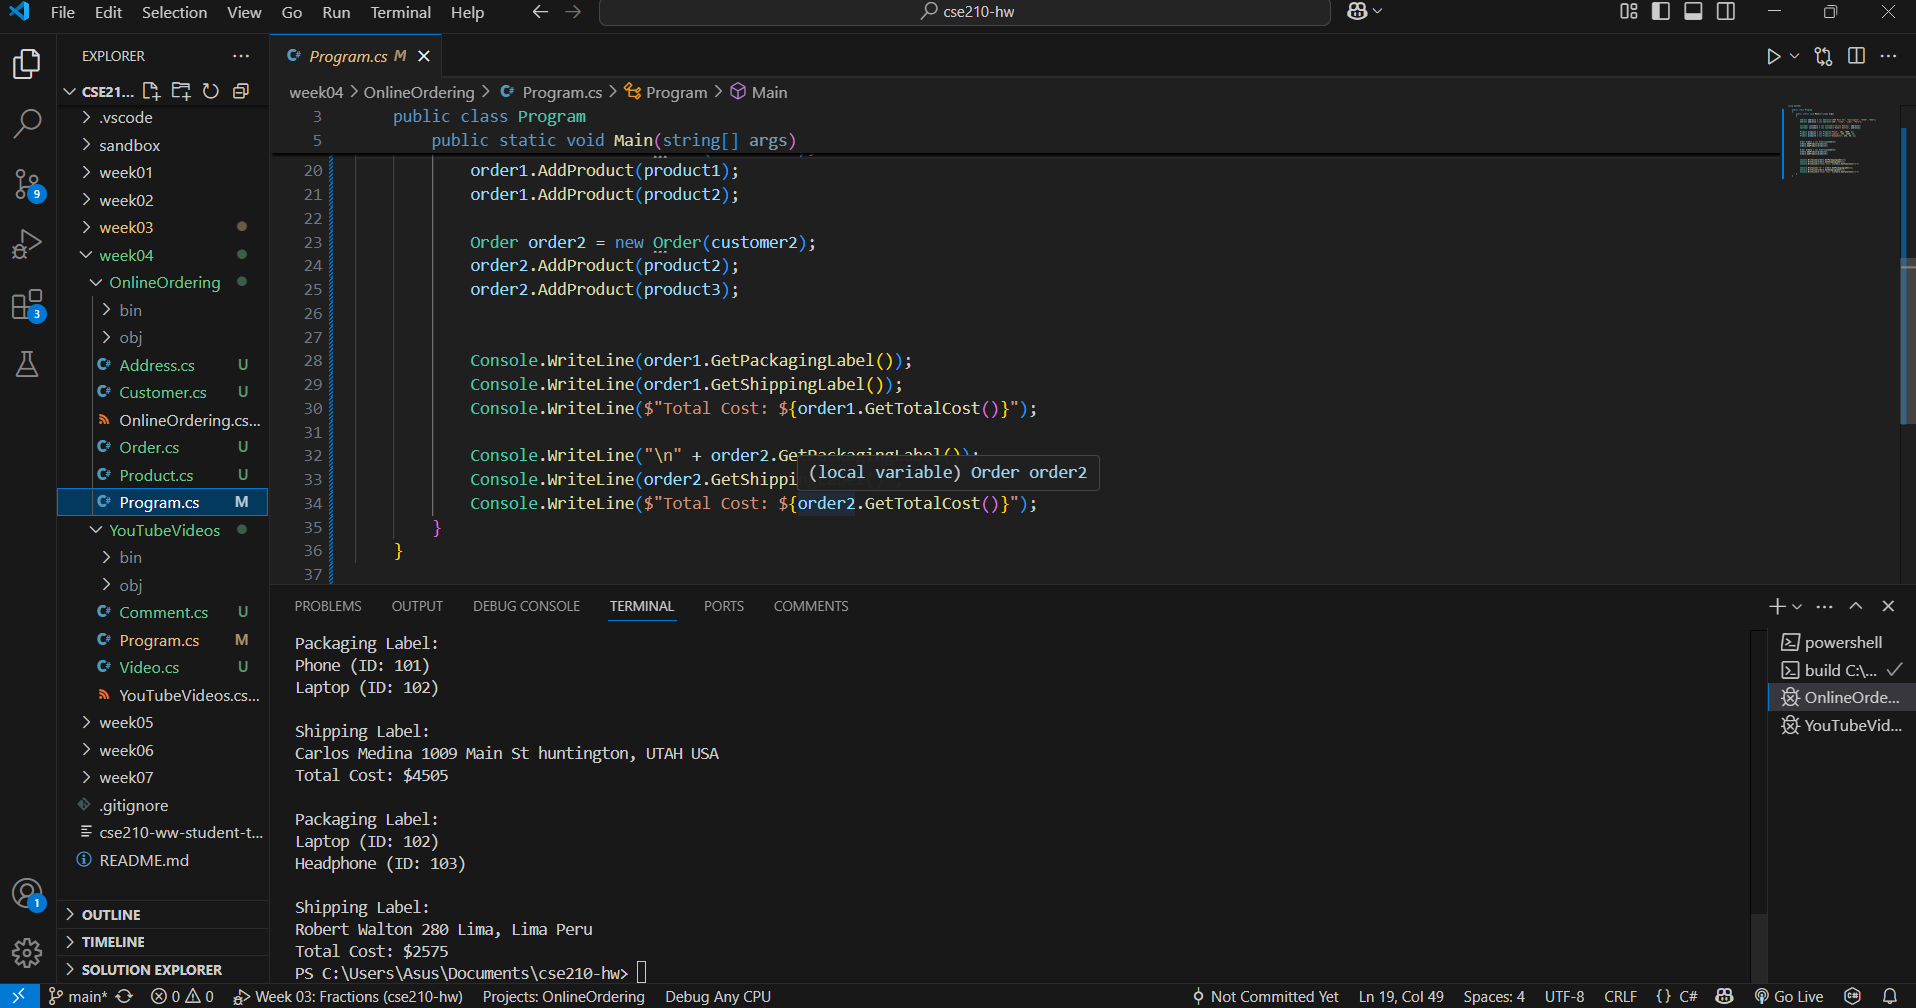 File Edit Selection View Go Run Terminal Help
cse210-hw
EXPLORER
CSE21...
.vscode
sandbox
week01
week02
week03
week04
OnlineOrdering
bin
obj
Address.cs U
Customer.cs U
OnlineOrdering.cs...
Order.cs U
Product.cs U
Program.cs M
YouTubeVideos
bin
obj
Comment.cs U
Program.cs M
Video.cs U
YouTubeVideos.cs...
week05
week06
week07
.gitignore
cse210-ww-student-t...
README.md
OUTLINE
TIMELINE
SOLUTION EXPLORER
9
3
1
Program.cs M
week04 > OnlineOrdering > Program.cs > Program > Main
3 public class Program
5 public static void Main(string[] args)
20 order1.AddProduct(product1);
21 order1.AddProduct(product2);
22
23 Order order2 = new Order(customer2);
24 order2.AddProduct(product2);
25 order2.AddProduct(product3);
26
27
28 Console.WriteLine(order1.GetPackagingLabel());
29 Console.WriteLine(order1.GetShippingLabel());
30 Console.WriteLine($"Total Cost: ${order1.GetTotalCost()}");
31
32 Console.WriteLine("\n" + order2.GetPackagingLabel());
(local variable) Order order2
33 Console.WriteLine(order2.GetShippi
34 Console.WriteLine($"Total Cost: ${order2.GetTotalCost()}");
35 }
36 }
37
PROBLEMS OUTPUT DEBUG CONSOLE TERMINAL PORTS COMMENTS
Packaging Label:
Phone (ID: 101)
Laptop (ID: 102)
Shipping Label:
Carlos Medina 1009 Main St huntington, UTAH USA
Total Cost: $4505
Packaging Label:
Laptop (ID: 102)
Headphone (ID: 103)
Shipping Label:
Robert Walton 280 Lima, Lima Peru
Total Cost: $2575
PS C:\Users\Asus\Documents\cse210-hw>
powershell
build C:\...
OnlineOrde...
YouTubeVid...
main* 0 0 Week 03: Fractions (cse210-hw) Projects: OnlineOrdering Debug Any CPU Not Committed Yet Ln 19, Col 49 Spaces: 4 UTF-8 CRLF {} C# Go Live